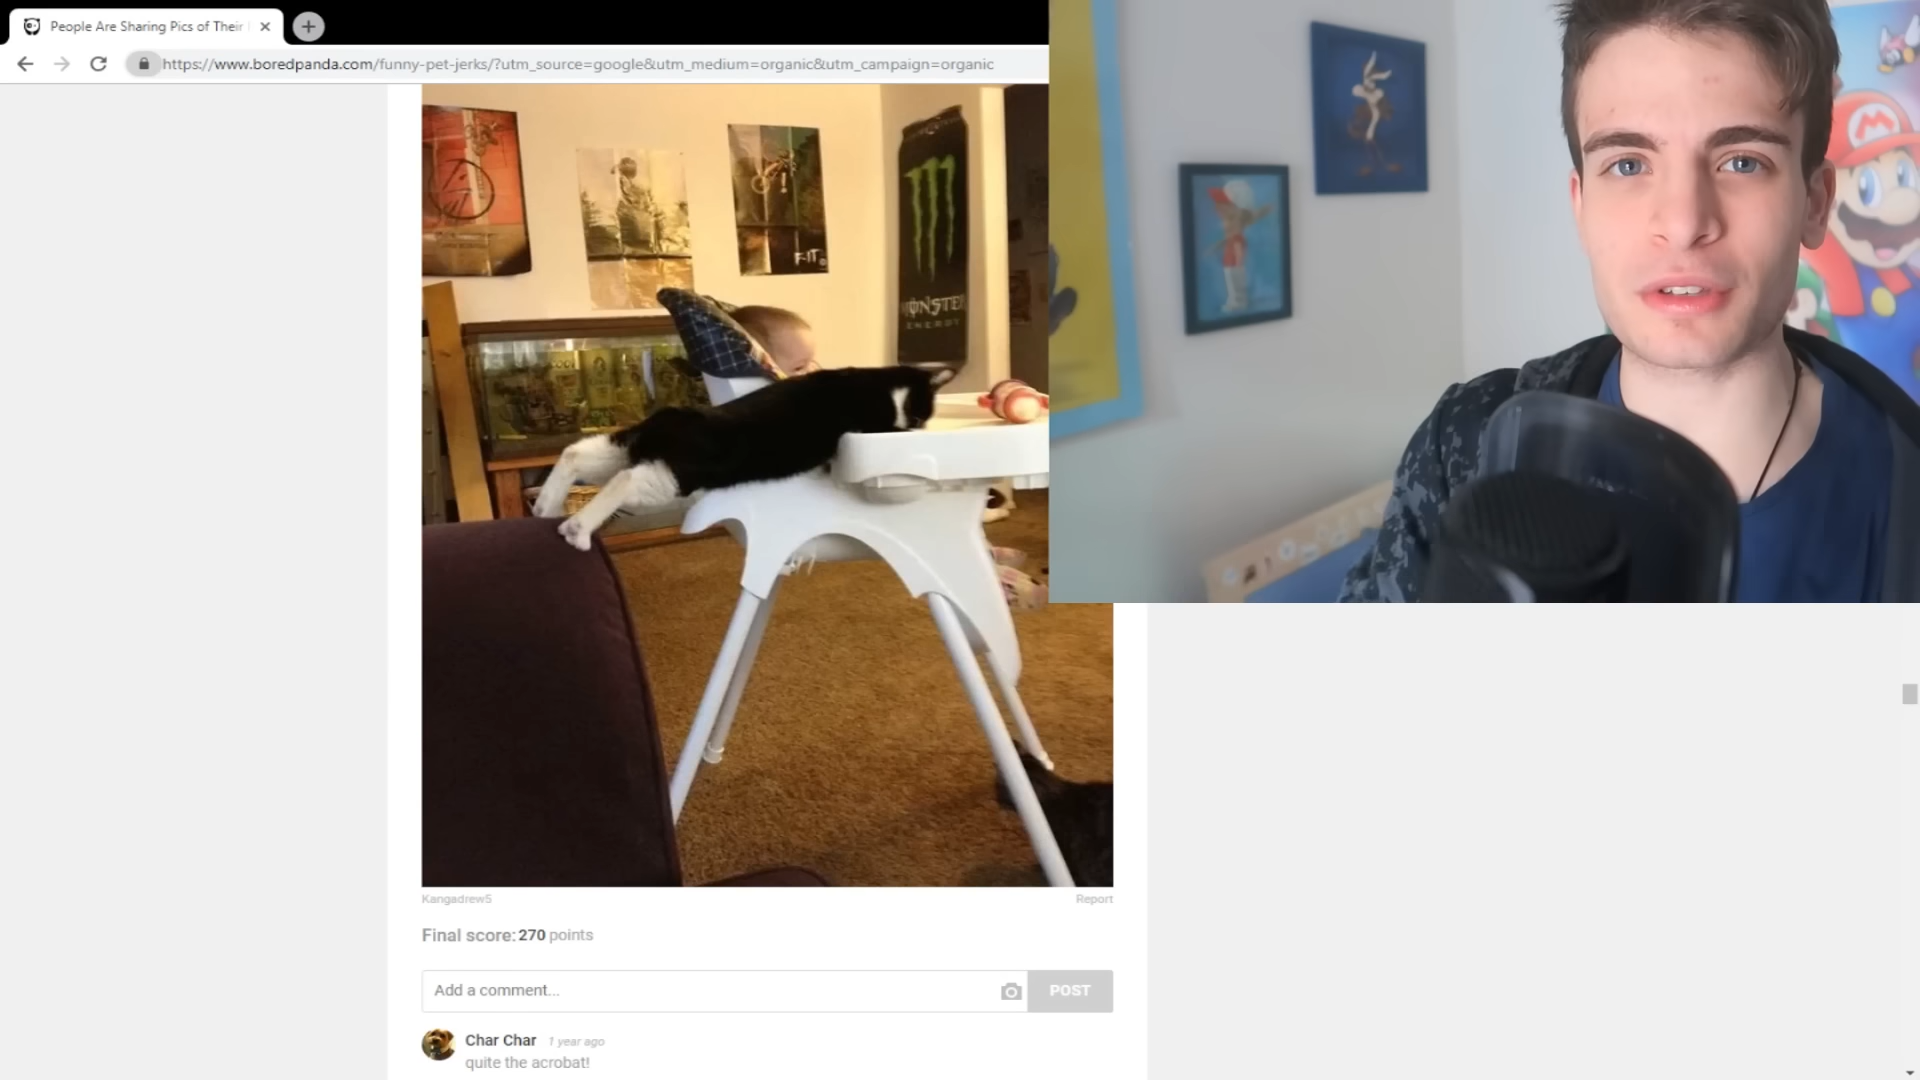 People Are Sharing Pics of Their
https://www.boredpanda.com/funny-pet-jerks/?utm_source=google&utm_medium=organic&utm_campaign=organic
F-IT
MONSTER
ENERGY
M
Kangadrew5
Report
Final score: 270 points
Add a comment...
POST
Char Char 1 year ago
quite the acrobat!